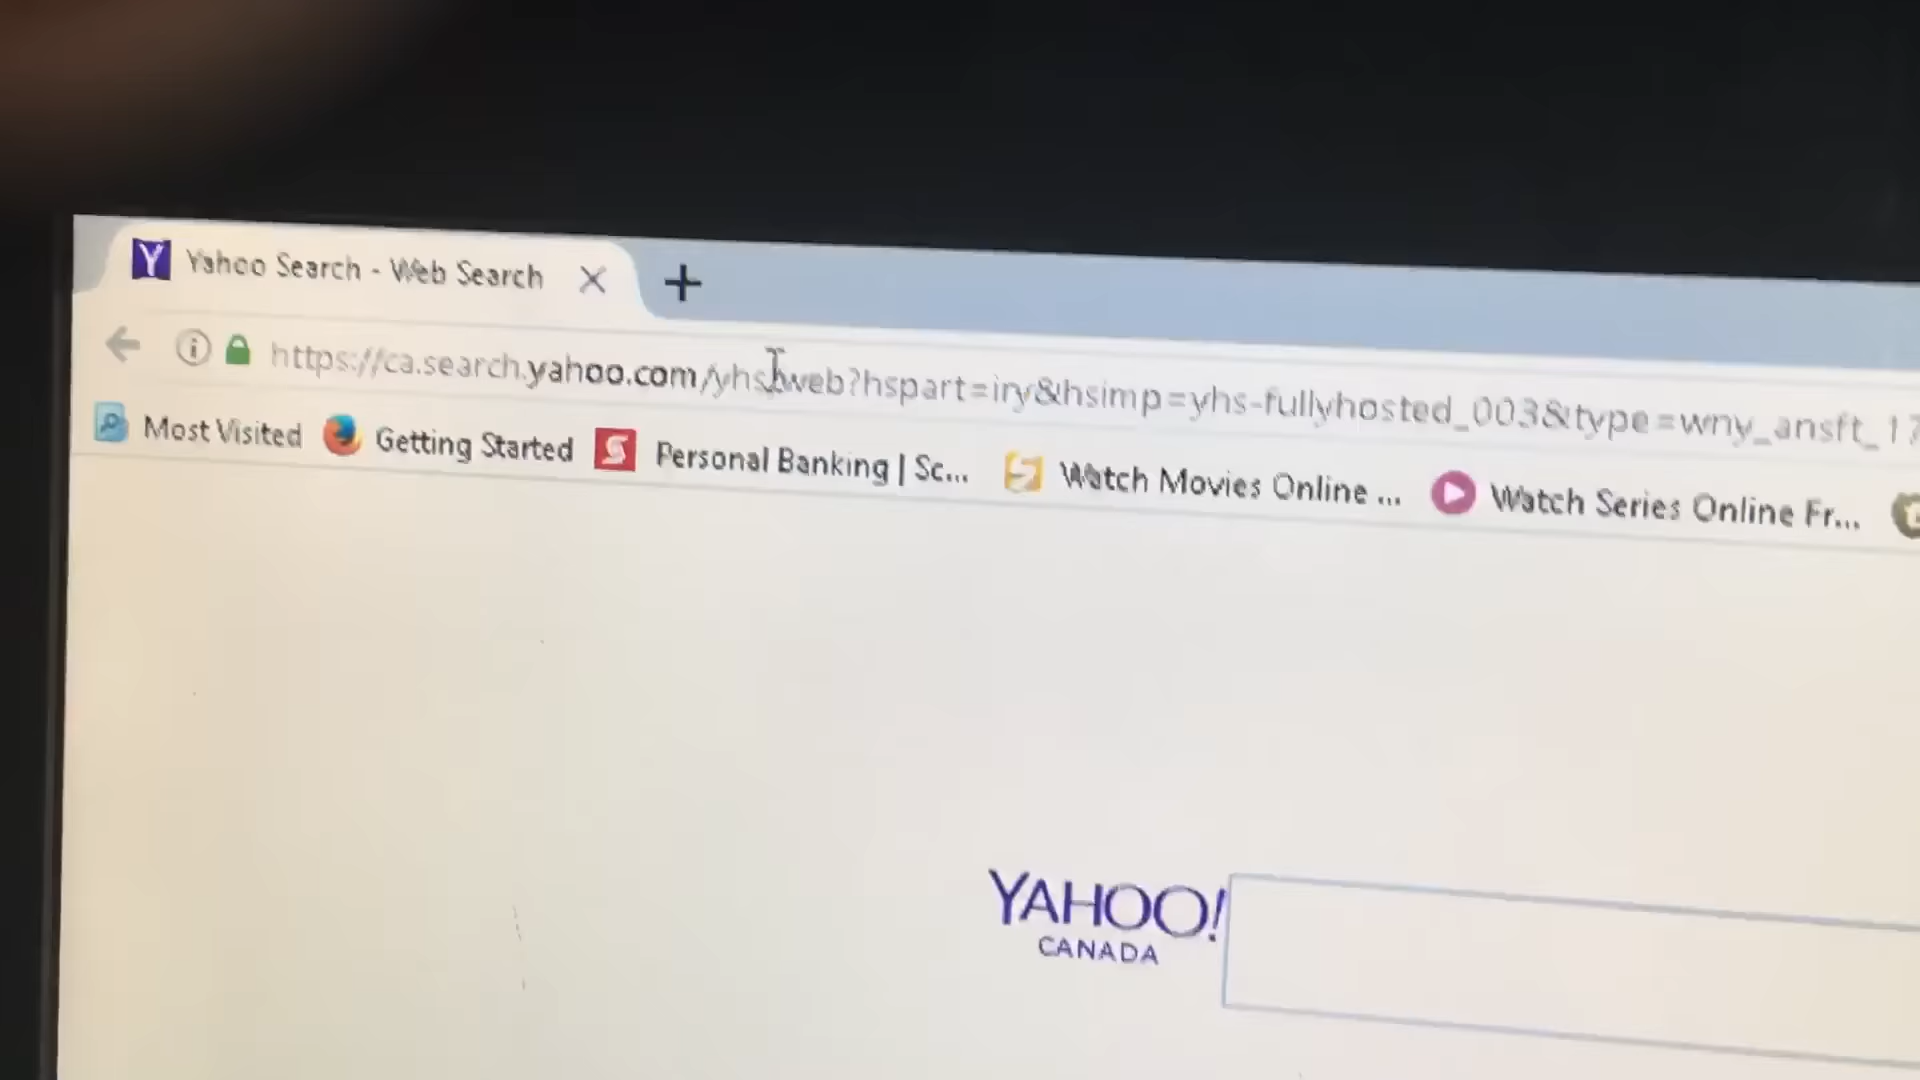 Yahoo Search - Web Search
https://ca.search.yahoo.com/yhs/web?hspart=iry&hsimp=yhs-fullyhosted_003&type=wny_ansft_17
Most Visited Getting Started Personal Banking | Sc... Watch Movies Online ... Watch Series Online Fr...
YAHOO!
CANADA